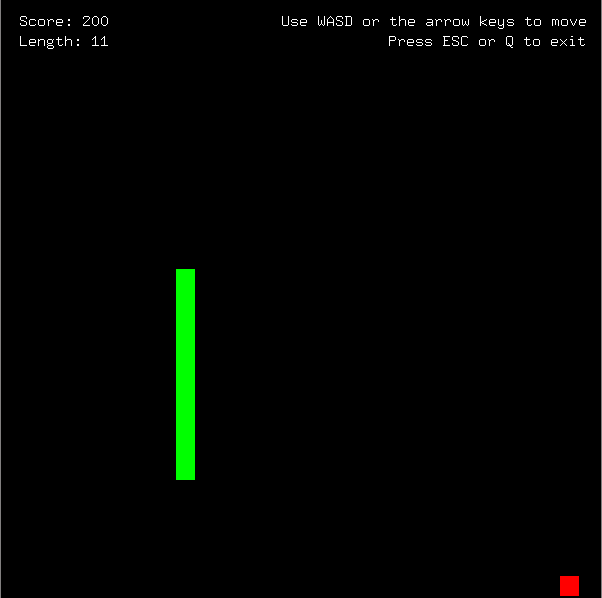 Score: 200
Use WASD or the arrow keys to move
Length: 11
Press ESC or Q to exit